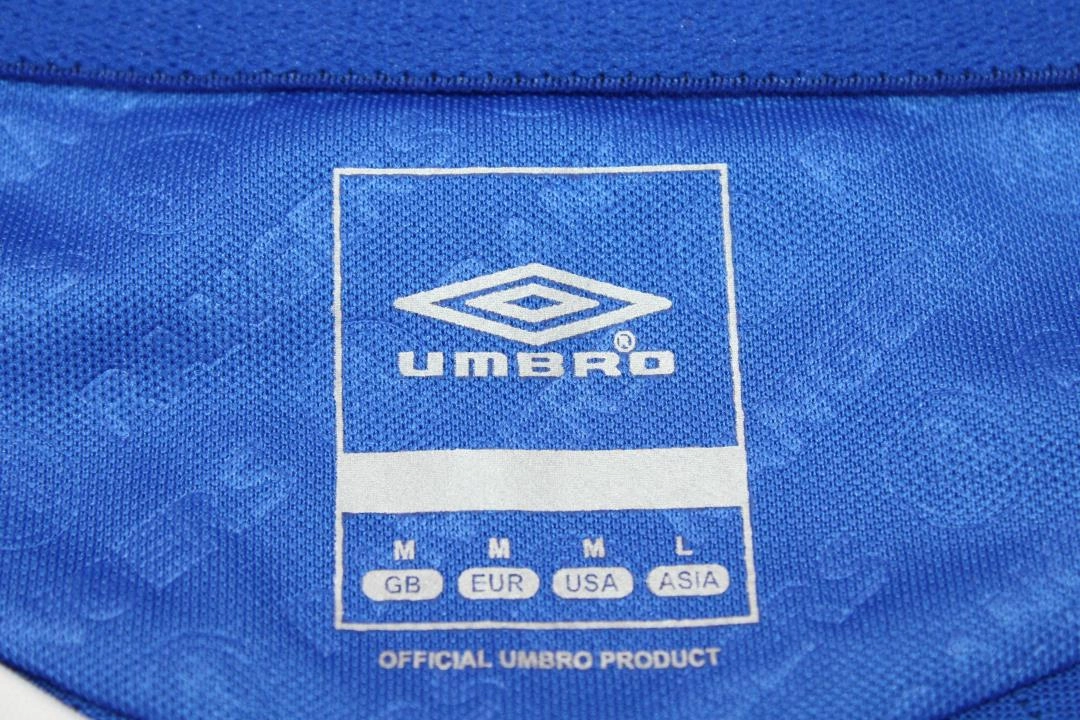 UMBRO®
M M M L
GB EUR USA ASIA
OFFICIAL UMBRO PRODUCT